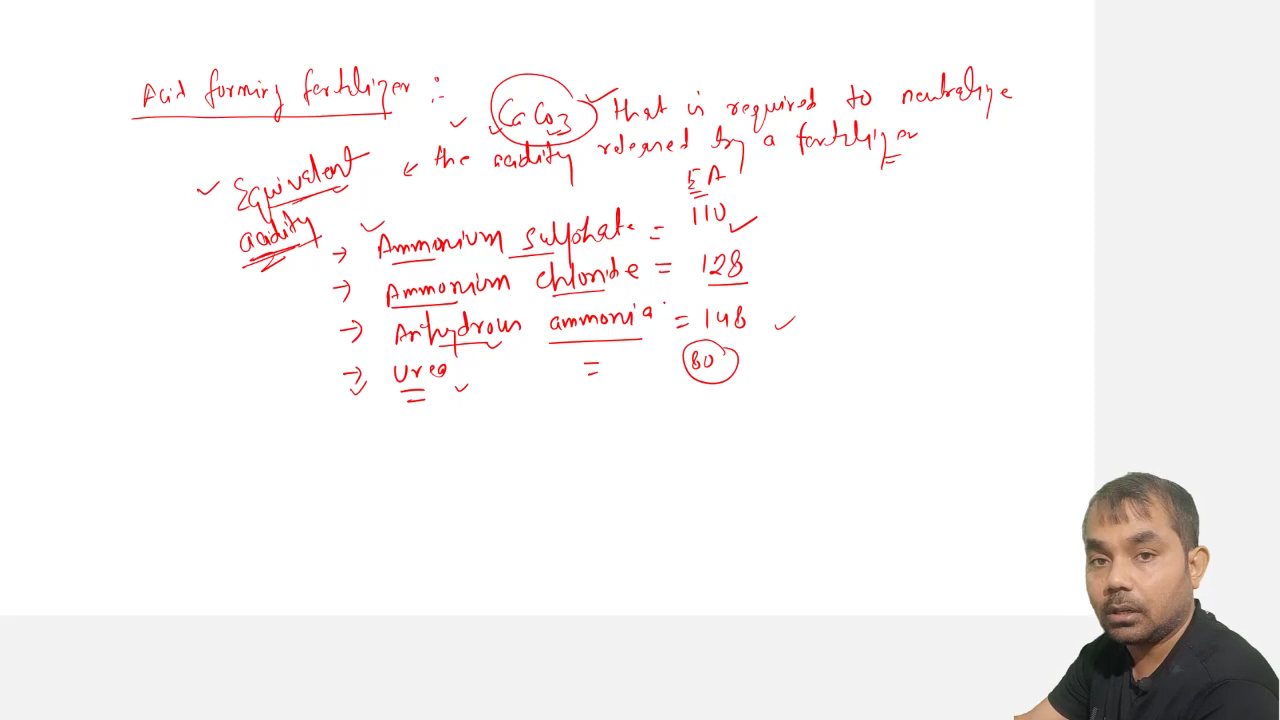 Acid forming fertilizer :- CaCo3 that is required to neutralize
the acidity released by a fertilizer
Equivalent
acidity
EA
→ Ammonium sulphate = 110
→ Ammonium chloride = 128
→ Anhydrous ammonia = 148
→ Urea = 80